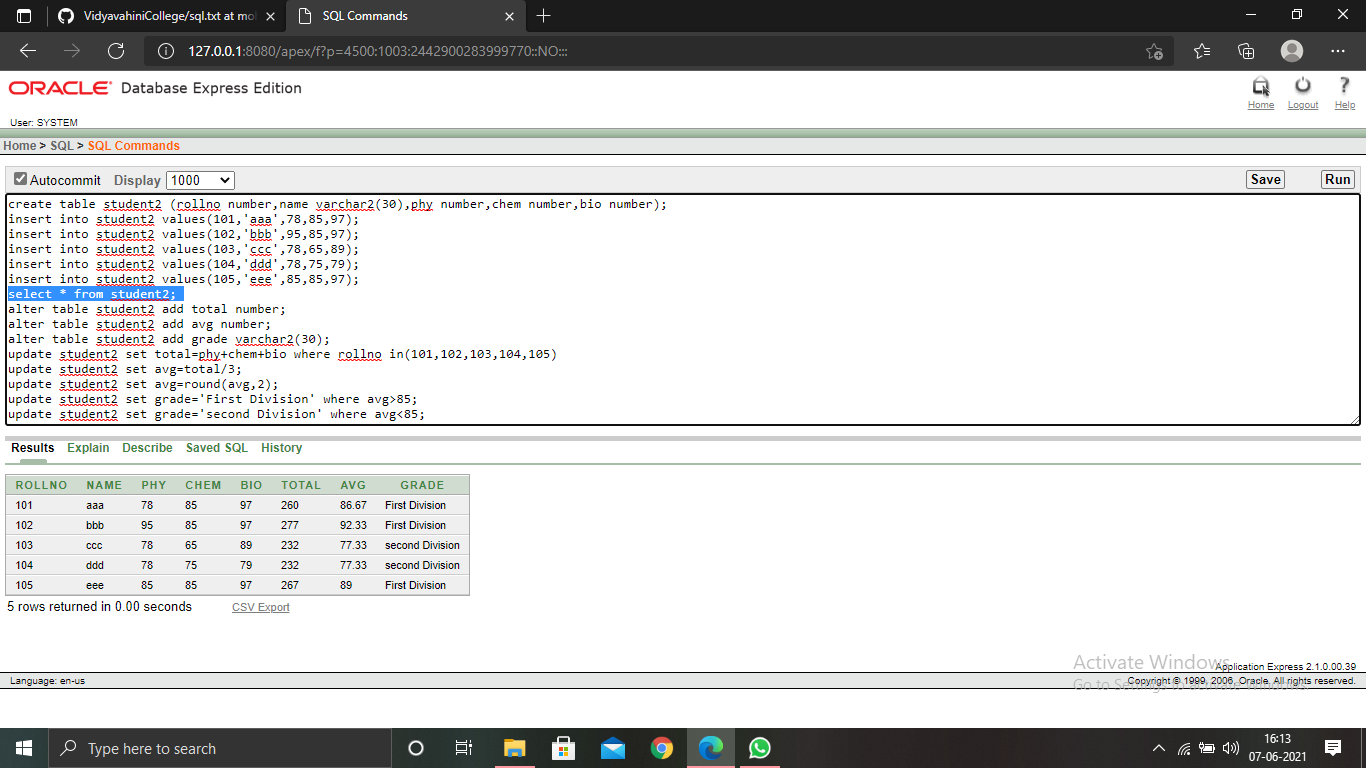 VidyavahiniCollege/sql.txt at mo
SQL Commands
127.0.0.1:8080/apex/f?p=4500:1003:2442900283999770::NO:::
ORACLE Database Express Edition
Home Logout Help
User: SYSTEM
Home > SQL > SQL Commands
Autocommit Display 1000 Save Run
create table student2 (rollno number,name varchar2(30),phy number,chem number,bio number);
insert into student2 values(101,'aaa',78,85,97);
insert into student2 values(102,'bbb',95,85,97);
insert into student2 values(103,'ccc',78,65,89);
insert into student2 values(104,'ddd',78,75,79);
insert into student2 values(105,'eee',85,85,97);
select * from student2;
alter table student2 add total number;
alter table student2 add avg number;
alter table student2 add grade varchar2(30);
update student2 set total=phy+chem+bio where rollno in(101,102,103,104,105)
update student2 set avg=total/3;
update student2 set avg=round(avg,2);
update student2 set grade='First Division' where avg>85;
update student2 set grade='second Division' where avg<85;
Results Explain Describe Saved SQL History
ROLLNO NAME PHY CHEM BIO TOTAL AVG GRADE
101 aaa 78 85 97 260 86.67 First Division
102 bbb 95 85 97 277 92.33 First Division
103 ccc 78 65 89 232 77.33 second Division
104 ddd 78 75 79 232 77.33 second Division
105 eee 85 85 97 267 89 First Division
5 rows returned in 0.00 seconds CSV Export
Activate Windows
Go to Settings to activate Windows.
Application Express 2.1.0.00.39
Language: en-us Copyright © 1999, 2006, Oracle. All rights reserved.
Type here to search
16:13
07-06-2021